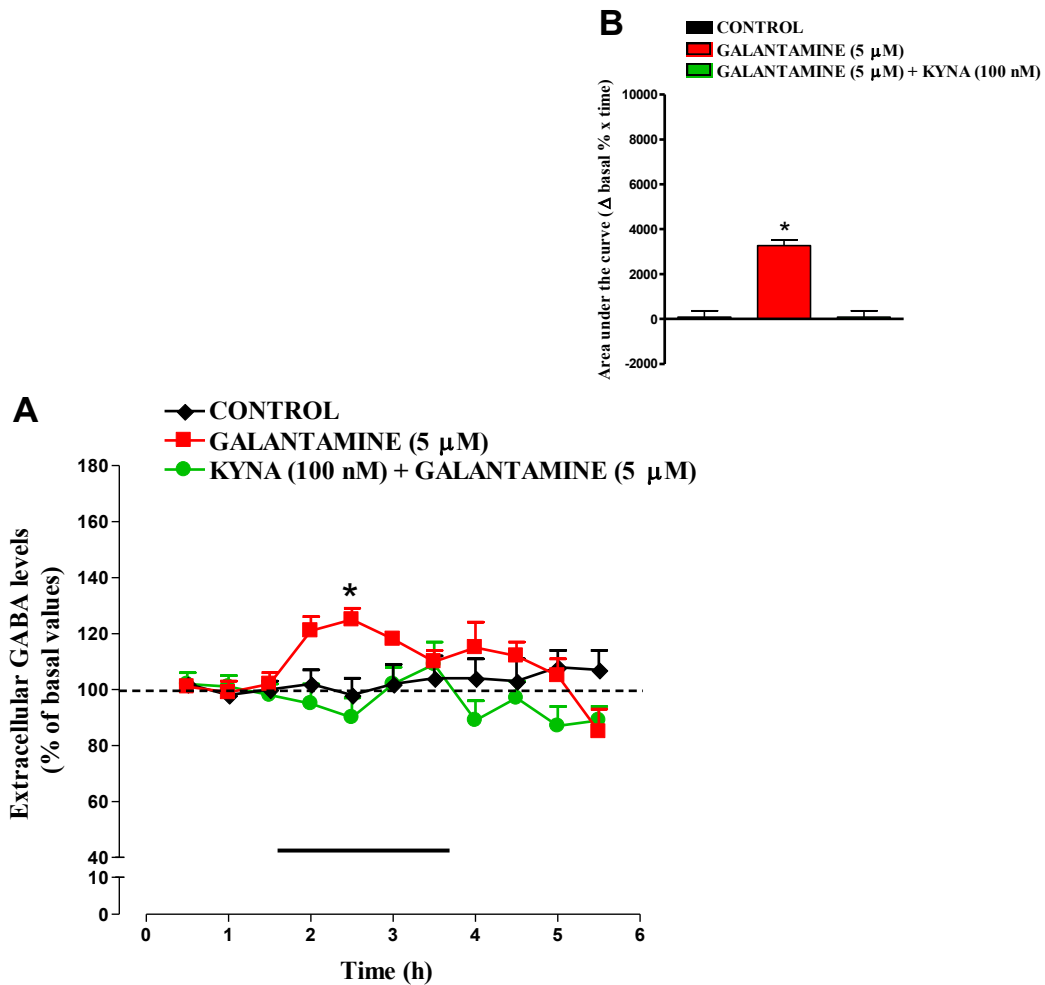 B
CONTROL
GALANTAMINE (5 μM)
GALANTAMINE (5 μM) + KYNA (100 nM)
Area under the curve (Δ basal % x time)
10000
8000
6000
4000
2000
0
-2000
*
A
CONTROL
GALANTAMINE (5 μM)
KYNA (100 nM) + GALANTAMINE (5 μM)
Extracellular GABA levels
(% of basal values)
180
160
140
120
100
80
60
40
10
0
*
0 1 2 3 4 5 6
Time (h)